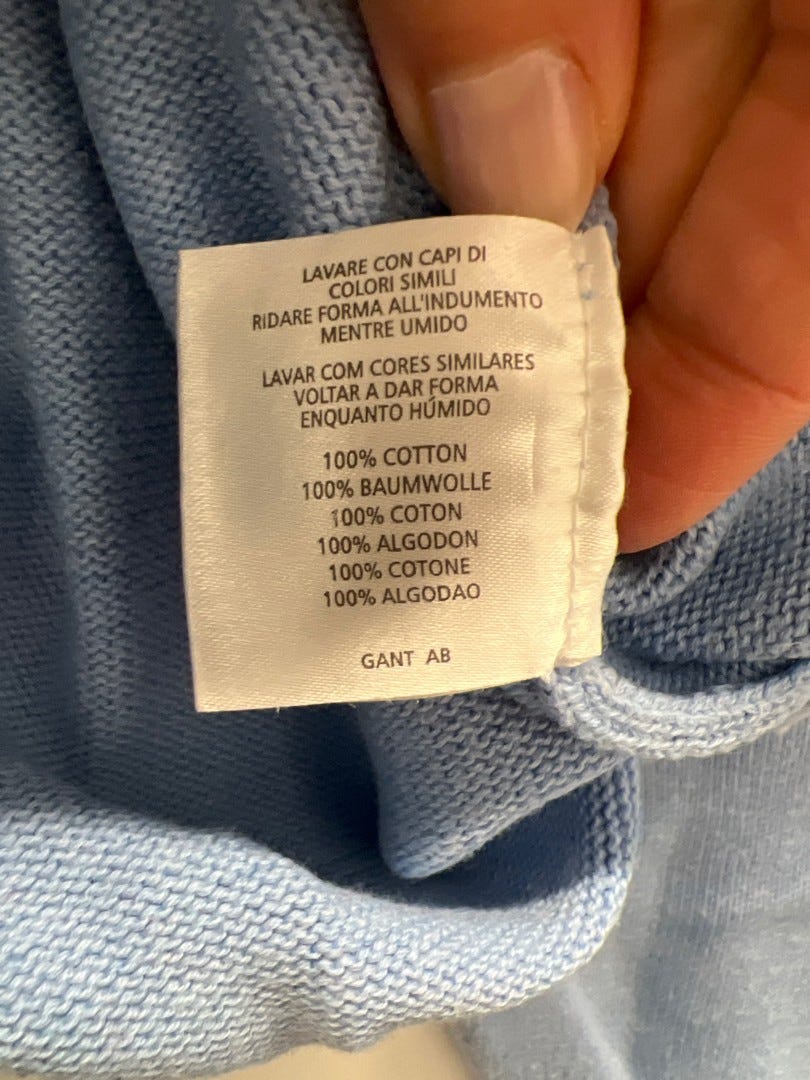 LAVARE CON CAPI DI
COLORI SIMILI
RIDARE FORMA ALL'INDUMENTO
MENTRE UMIDO
LAVAR COM CORES SIMILARES
VOLTAR A DAR FORMA
ENQUANTO HÚMIDO
100% COTTON
100% BAUMWOLLE
100% COTON
100% ALGODON
100% COTONE
100% ALGODAO
GANT AB